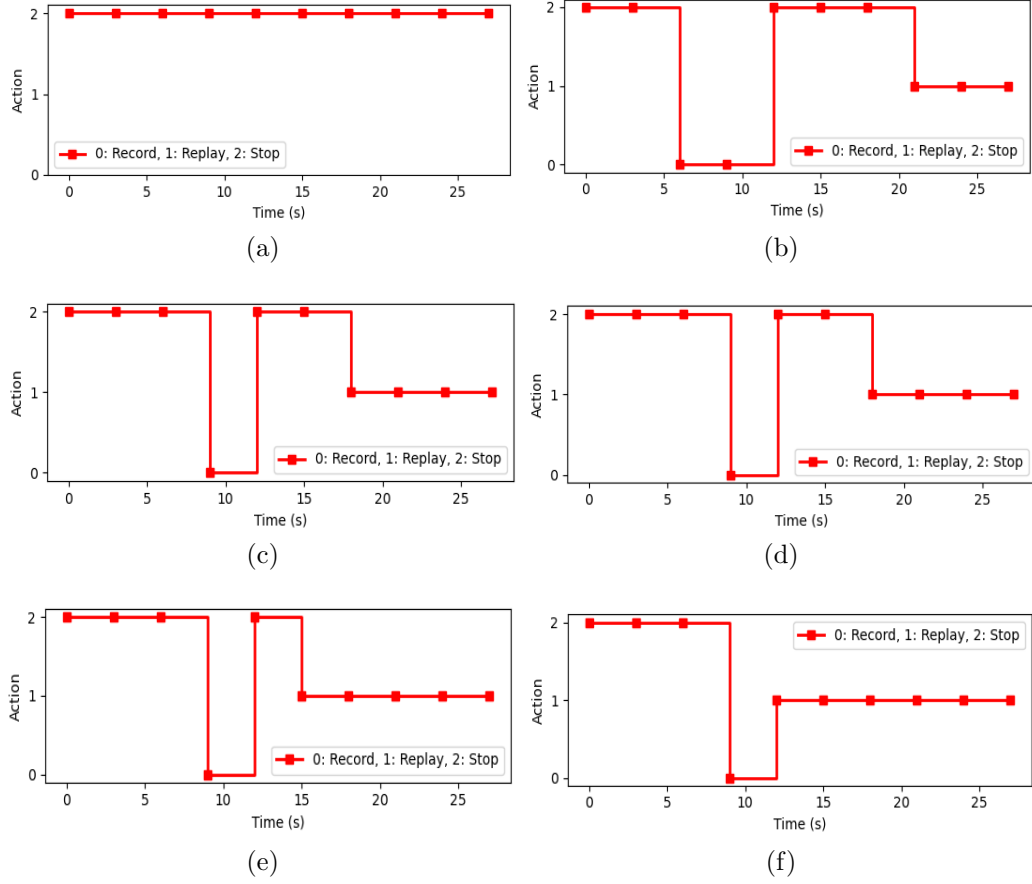 2
1
0
Action
0: Record, 1: Replay, 2: Stop
0 5 10 15 20 25
Time (s)
(a)
2
1
0
Action
0: Record, 1: Replay, 2: Stop
0 5 10 15 20 25
Time (s)
(b)
2
1
0
Action
0: Record, 1: Replay, 2: Stop
0 5 10 15 20 25
Time (s)
(c)
2
1
0
Action
0: Record, 1: Replay, 2: Stop
0 5 10 15 20 25
Time (s)
(d)
2
1
0
Action
0: Record, 1: Replay, 2: Stop
0 5 10 15 20 25
Time (s)
(e)
2
0: Record, 1: Replay, 2: Stop
1
0
Action
0 5 10 15 20 25
Time (s)
(f)